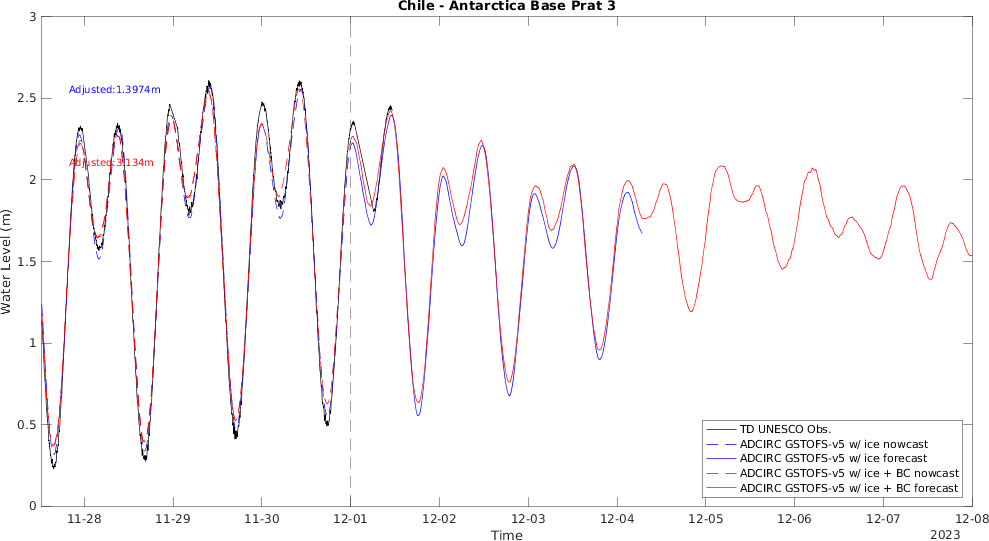 Chile - Antarctica Base Prat 3
3
2.5
2
1.5
1
0.5
0
Water Level (m)
Adjusted:1.3974m
Adjusted:3.134m
TD UNESCO Obs.
ADCIRC GSTOFS-v5 w/ ice nowcast
ADCIRC GSTOFS-v5 w/ ice forecast
ADCIRC GSTOFS-v5 w/ ice + BC nowcast
ADCIRC GSTOFS-v5 w/ ice + BC forecast
11-28 11-29 11-30 12-01 12-02 12-03 12-04 12-05 12-06 12-07 12-08
Time
2023